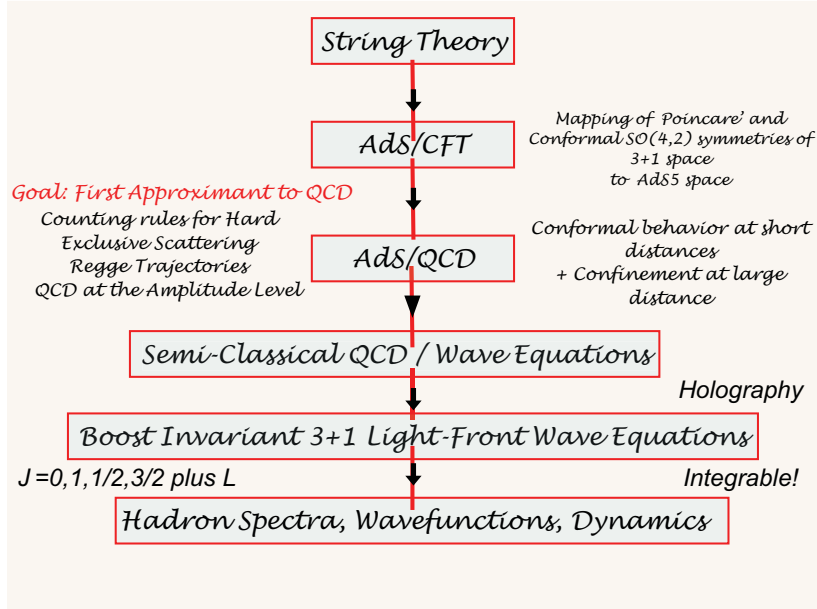 String Theory
AdS/CFT
Mapping of Poincare' and
Conformal SO(4,2) symmetries of
3+1 space
to AdS5 space
Goal: First Approximant to QCD
Counting rules for Hard
Exclusive Scattering
Regge Trajectories
QCD at the Amplitude Level
AdS/QCD
Conformal behavior at short
distances
+ Confinement at large
distance
Semi-Classical QCD / Wave Equations
Holography
Boost Invariant 3+1 Light-Front Wave Equations
J =0,1,1/2,3/2 plus L
Integrable!
Hadron Spectra, Wavefunctions, Dynamics